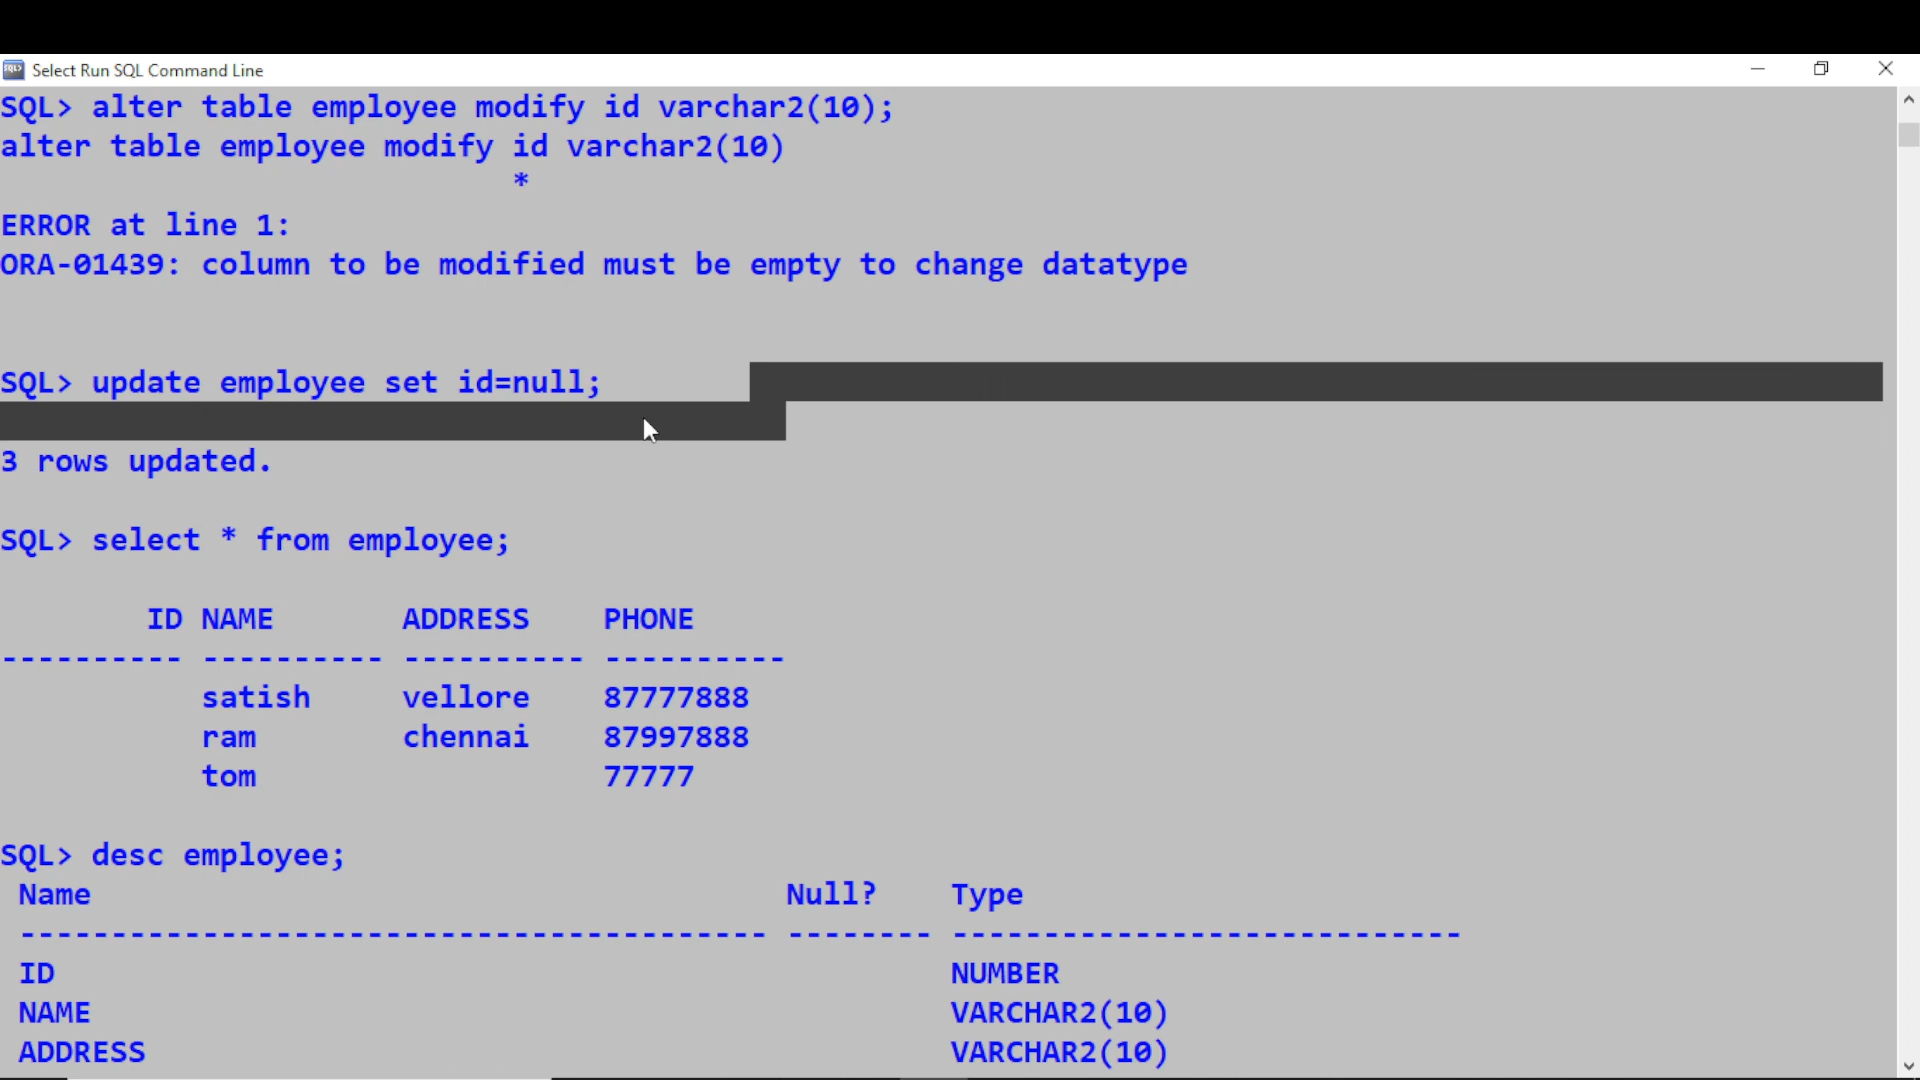 Select Run SQL Command Line
SQL> alter table employee modify id varchar2(10);
alter table employee modify id varchar2(10)
*
ERROR at line 1:
ORA-01439: column to be modified must be empty to change datatype
SQL> update employee set id=null;
3 rows updated.
SQL> select * from employee;
ID NAME ADDRESS PHONE
---------- ---------- ---------- ----------
satish vellore 87777888
ram chennai 87997888
tom 77777
SQL> desc employee;
Name Null? Type
----------------------------------------- -------- ----------------------------
ID NUMBER
NAME VARCHAR2(10)
ADDRESS VARCHAR2(10)